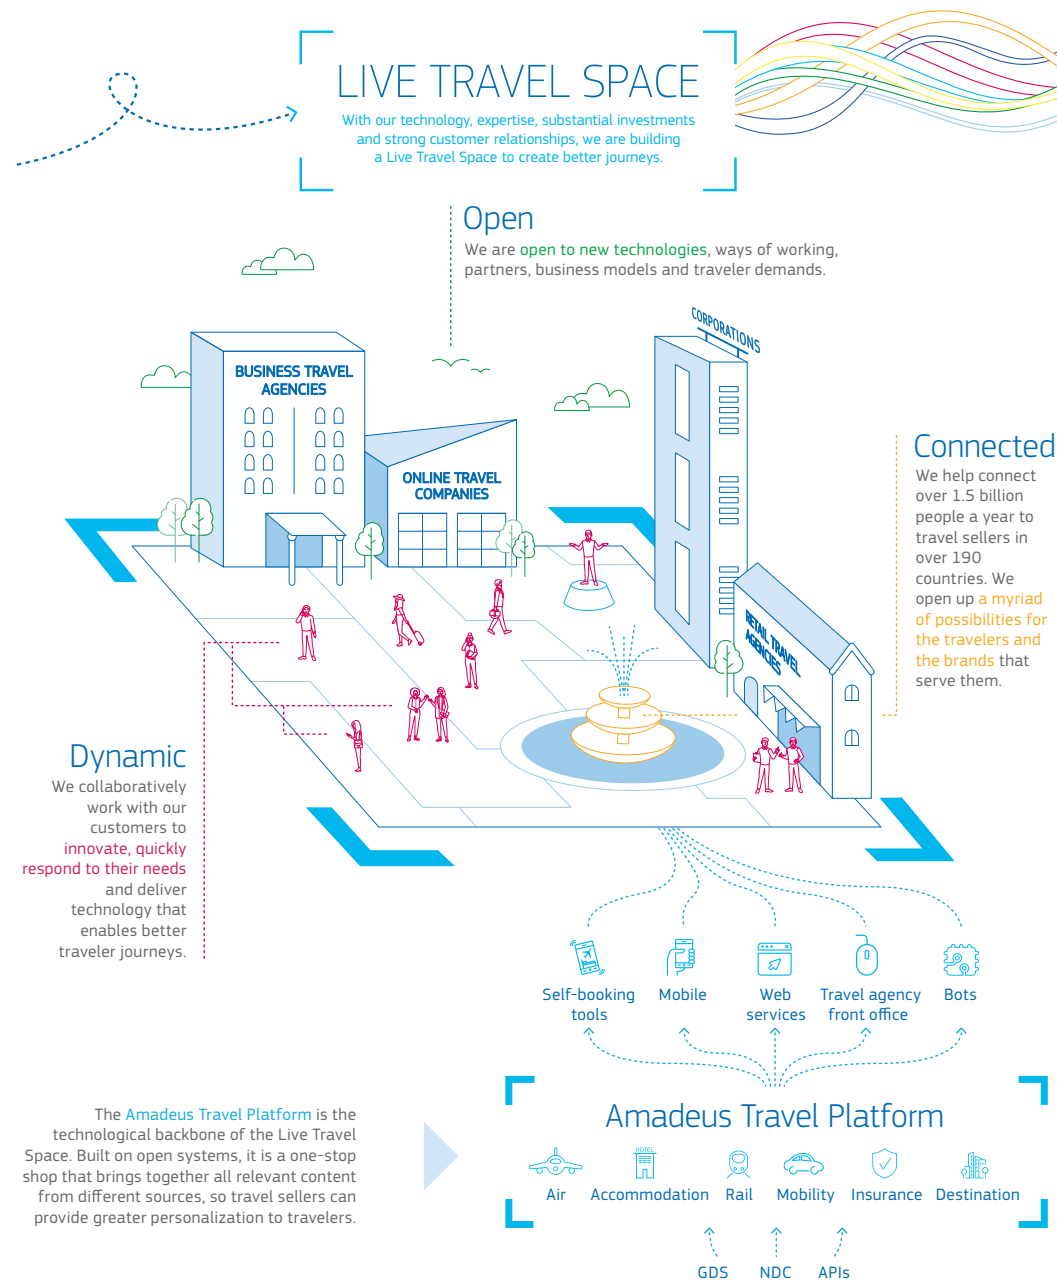 LIVE TRAVEL SPACE
With our technology, expertise, substantial investments
and strong customer relationships, we are building
a Live Travel Space to create better journeys.
Open
We are open to new technologies, ways of working,
partners, business models and traveler demands.
CORPORATIONS
BUSINESS TRAVEL
AGENCIES
ONLINE TRAVEL
COMPANIES
RETAIL TRAVEL
AGENCIES
Connected
We help connect
over 1.5 billion
people a year to
travel sellers in
over 190
countries. We
open up a myriad
of possibilities for
the travelers and
the brands that
serve them.
Dynamic
We collaboratively
work with our
customers to
innovate, quickly
respond to their needs
and deliver
technology that
enables better
traveler journeys.
Self-booking
tools
Mobile
Web
services
Travel agency
front office
Bots
The Amadeus Travel Platform is the
technological backbone of the Live Travel
Space. Built on open systems, it is a one-stop
shop that brings together all relevant content
from different sources, so travel sellers can
provide greater personalization to travelers.
Amadeus Travel Platform
HOTEL
Air
Accommodation
Rail
Mobility
Insurance
Destination
GDS
NDC
APIs